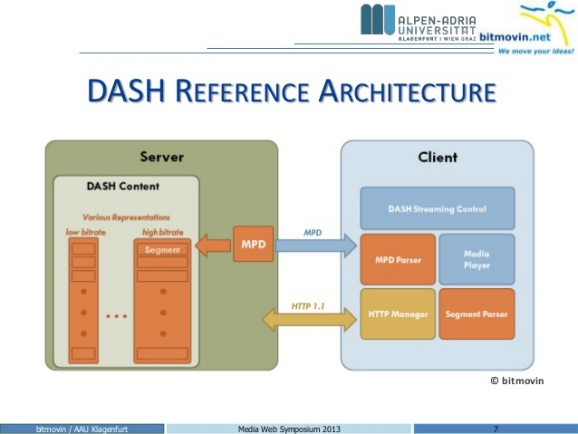 ALPEN-ADRIA
UNIVERSITÄT
KLAGENFURT | WIEN GRAZ
bitmovin.net
We move your ideas!
DASH REFERENCE ARCHITECTURE
Server
DASH Content
Various Representations
low bitrate
high bitrate
Segment
...
MPD
MPD
HTTP 1.1
Client
DASH Streaming Control
MPD Parser
Media
Player
HTTP Manager
Segment Parser
© bitmovin
bitmovin / AAU Klagenfurt
Media Web Symposium 2013
7